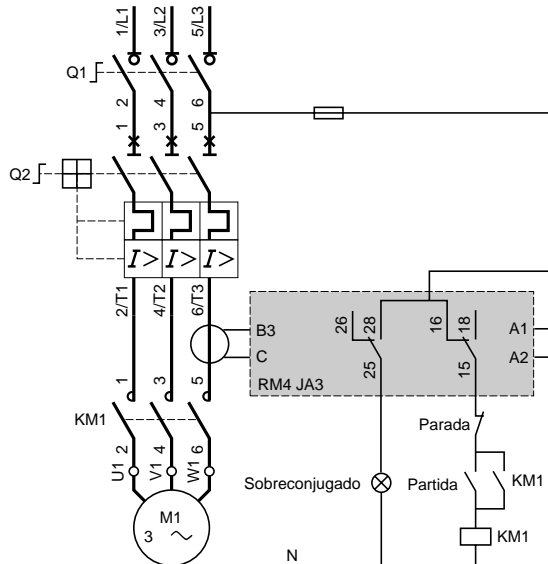 1/L1 3/L2 5/L3
Q1
2 4 6
1 3 5
Q2
I> I> I>
2/T1 4/T2 6/T3
B3 26 28 16 18 A1
C 25 15 A2
RM4 JA3
1 3 5
KM1
Parada
2 4 6
U1 V1 W1
Sobreconjugado Partida KM1
M1
3
KM1
N